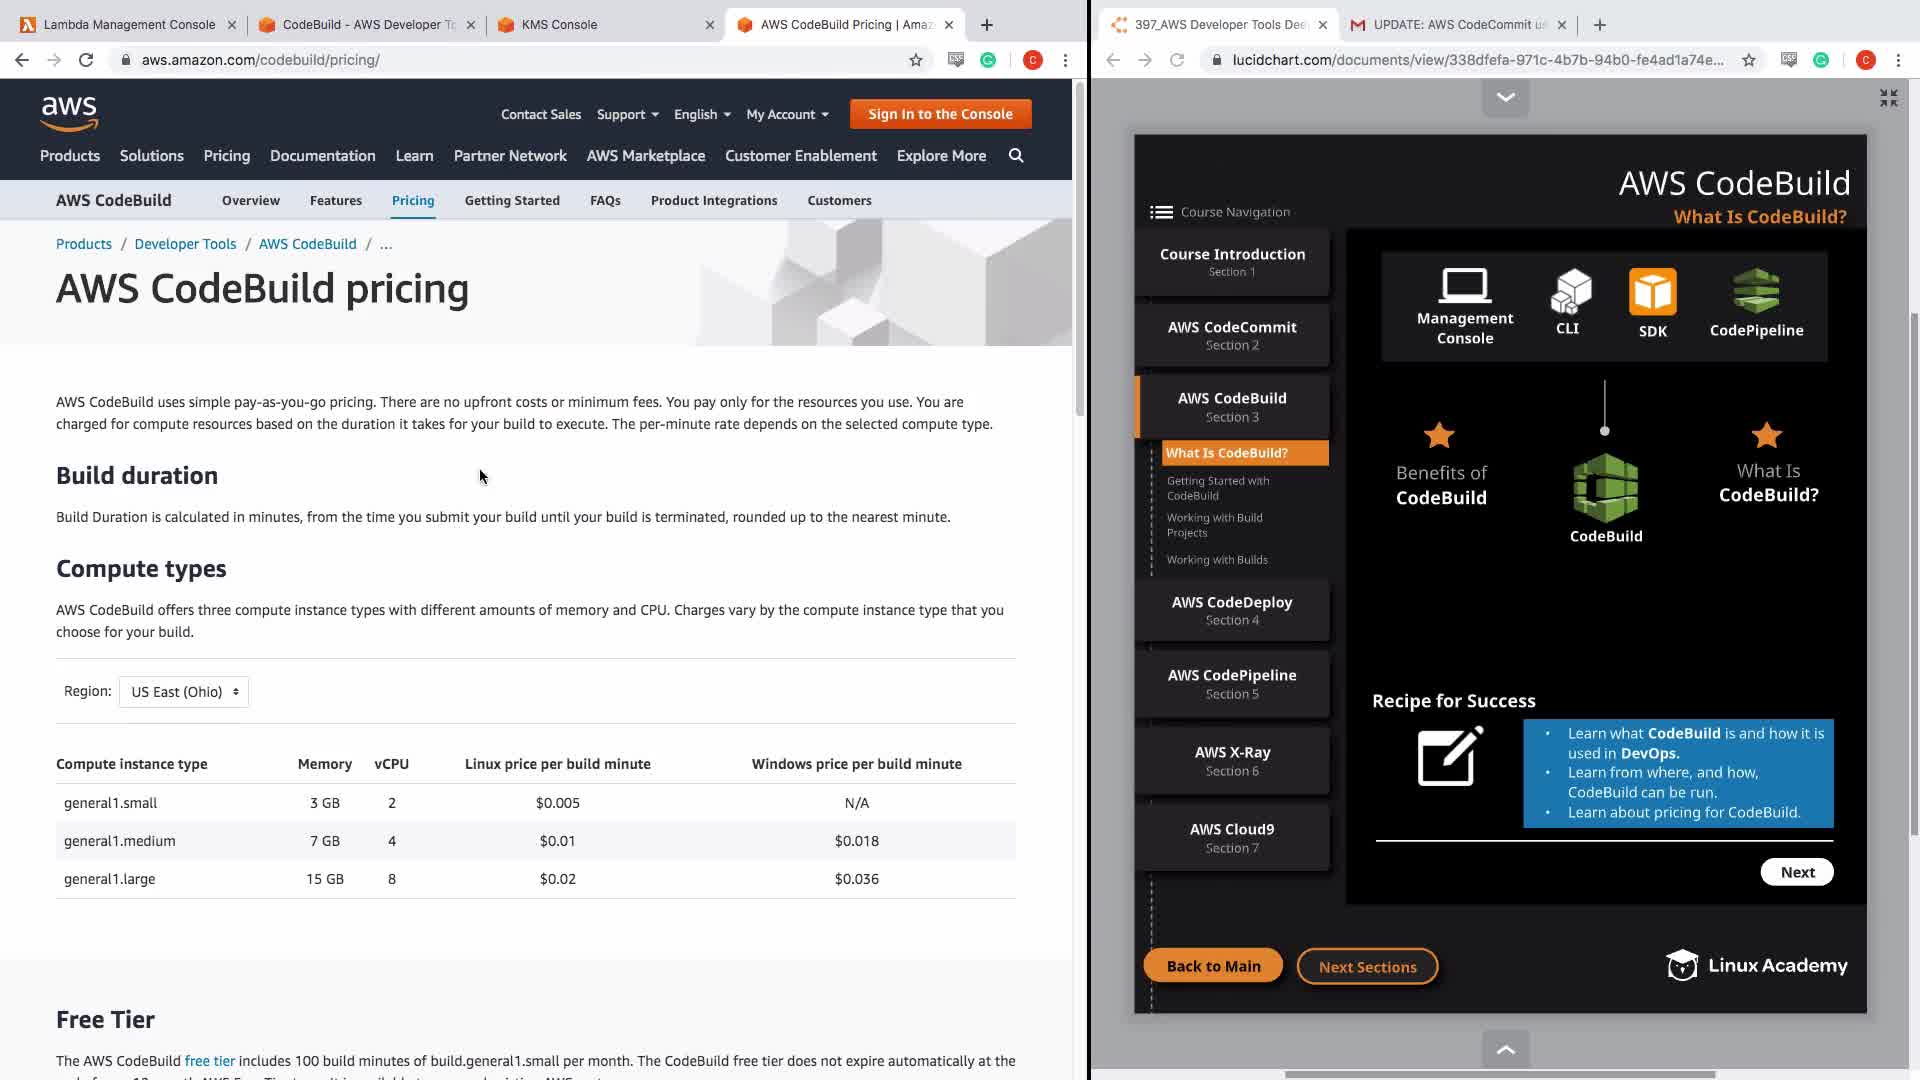 Lambda Management Console
CodeBuild - AWS Developer To
KMS Console
AWS CodeBuild Pricing | Amaz
aws.amazon.com/codebuild/pricing/
aws
Contact Sales
Support
English
My Account
Sign In to the Console
Products
Solutions
Pricing
Documentation
Learn
Partner Network
AWS Marketplace
Customer Enablement
Explore More
AWS CodeBuild
Overview
Features
Pricing
Getting Started
FAQs
Product Integrations
Customers
Products / Developer Tools / AWS CodeBuild / ...
AWS CodeBuild pricing
AWS CodeBuild uses simple pay-as-you-go pricing. There are no upfront costs or minimum fees. You pay only for the resources you use. You are
charged for compute resources based on the duration it takes for your build to execute. The per-minute rate depends on the selected compute type.
Build duration
Build Duration is calculated in minutes, from the time you submit your build until your build is terminated, rounded up to the nearest minute.
Compute types
AWS CodeBuild offers three compute instance types with different amounts of memory and CPU. Charges vary by the compute instance type that you
choose for your build.
Region: US East (Ohio)
Compute instance type Memory vCPU Linux price per build minute Windows price per build minute
general1.small 3 GB 2 $0.005 N/A
general1.medium 7 GB 4 $0.01 $0.018
general1.large 15 GB 8 $0.02 $0.036
Free Tier
The AWS CodeBuild free tier includes 100 build minutes of build.general1.small per month. The CodeBuild free tier does not expire automatically at the
397_AWS Developer Tools Dee
UPDATE: AWS CodeCommit us
lucidchart.com/documents/view/338dfefa-971c-4b7b-94b0-fe4ad1a74e...
AWS CodeBuild
What Is CodeBuild?
Course Navigation
Course Introduction
Section 1
AWS CodeCommit
Section 2
AWS CodeBuild
Section 3
What Is CodeBuild?
Getting Started with
CodeBuild
Working with Build
Projects
Working with Builds
AWS CodeDeploy
Section 4
AWS CodePipeline
Section 5
AWS X-Ray
Section 6
AWS Cloud9
Section 7
Management
Console
CLI
SDK
CodePipeline
Benefits of
CodeBuild
CodeBuild
What Is
CodeBuild?
Recipe for Success
• Learn what CodeBuild is and how it is
used in DevOps.
• Learn from where, and how,
CodeBuild can be run.
• Learn about pricing for CodeBuild.
Next
Back to Main
Next Sections
Linux Academy